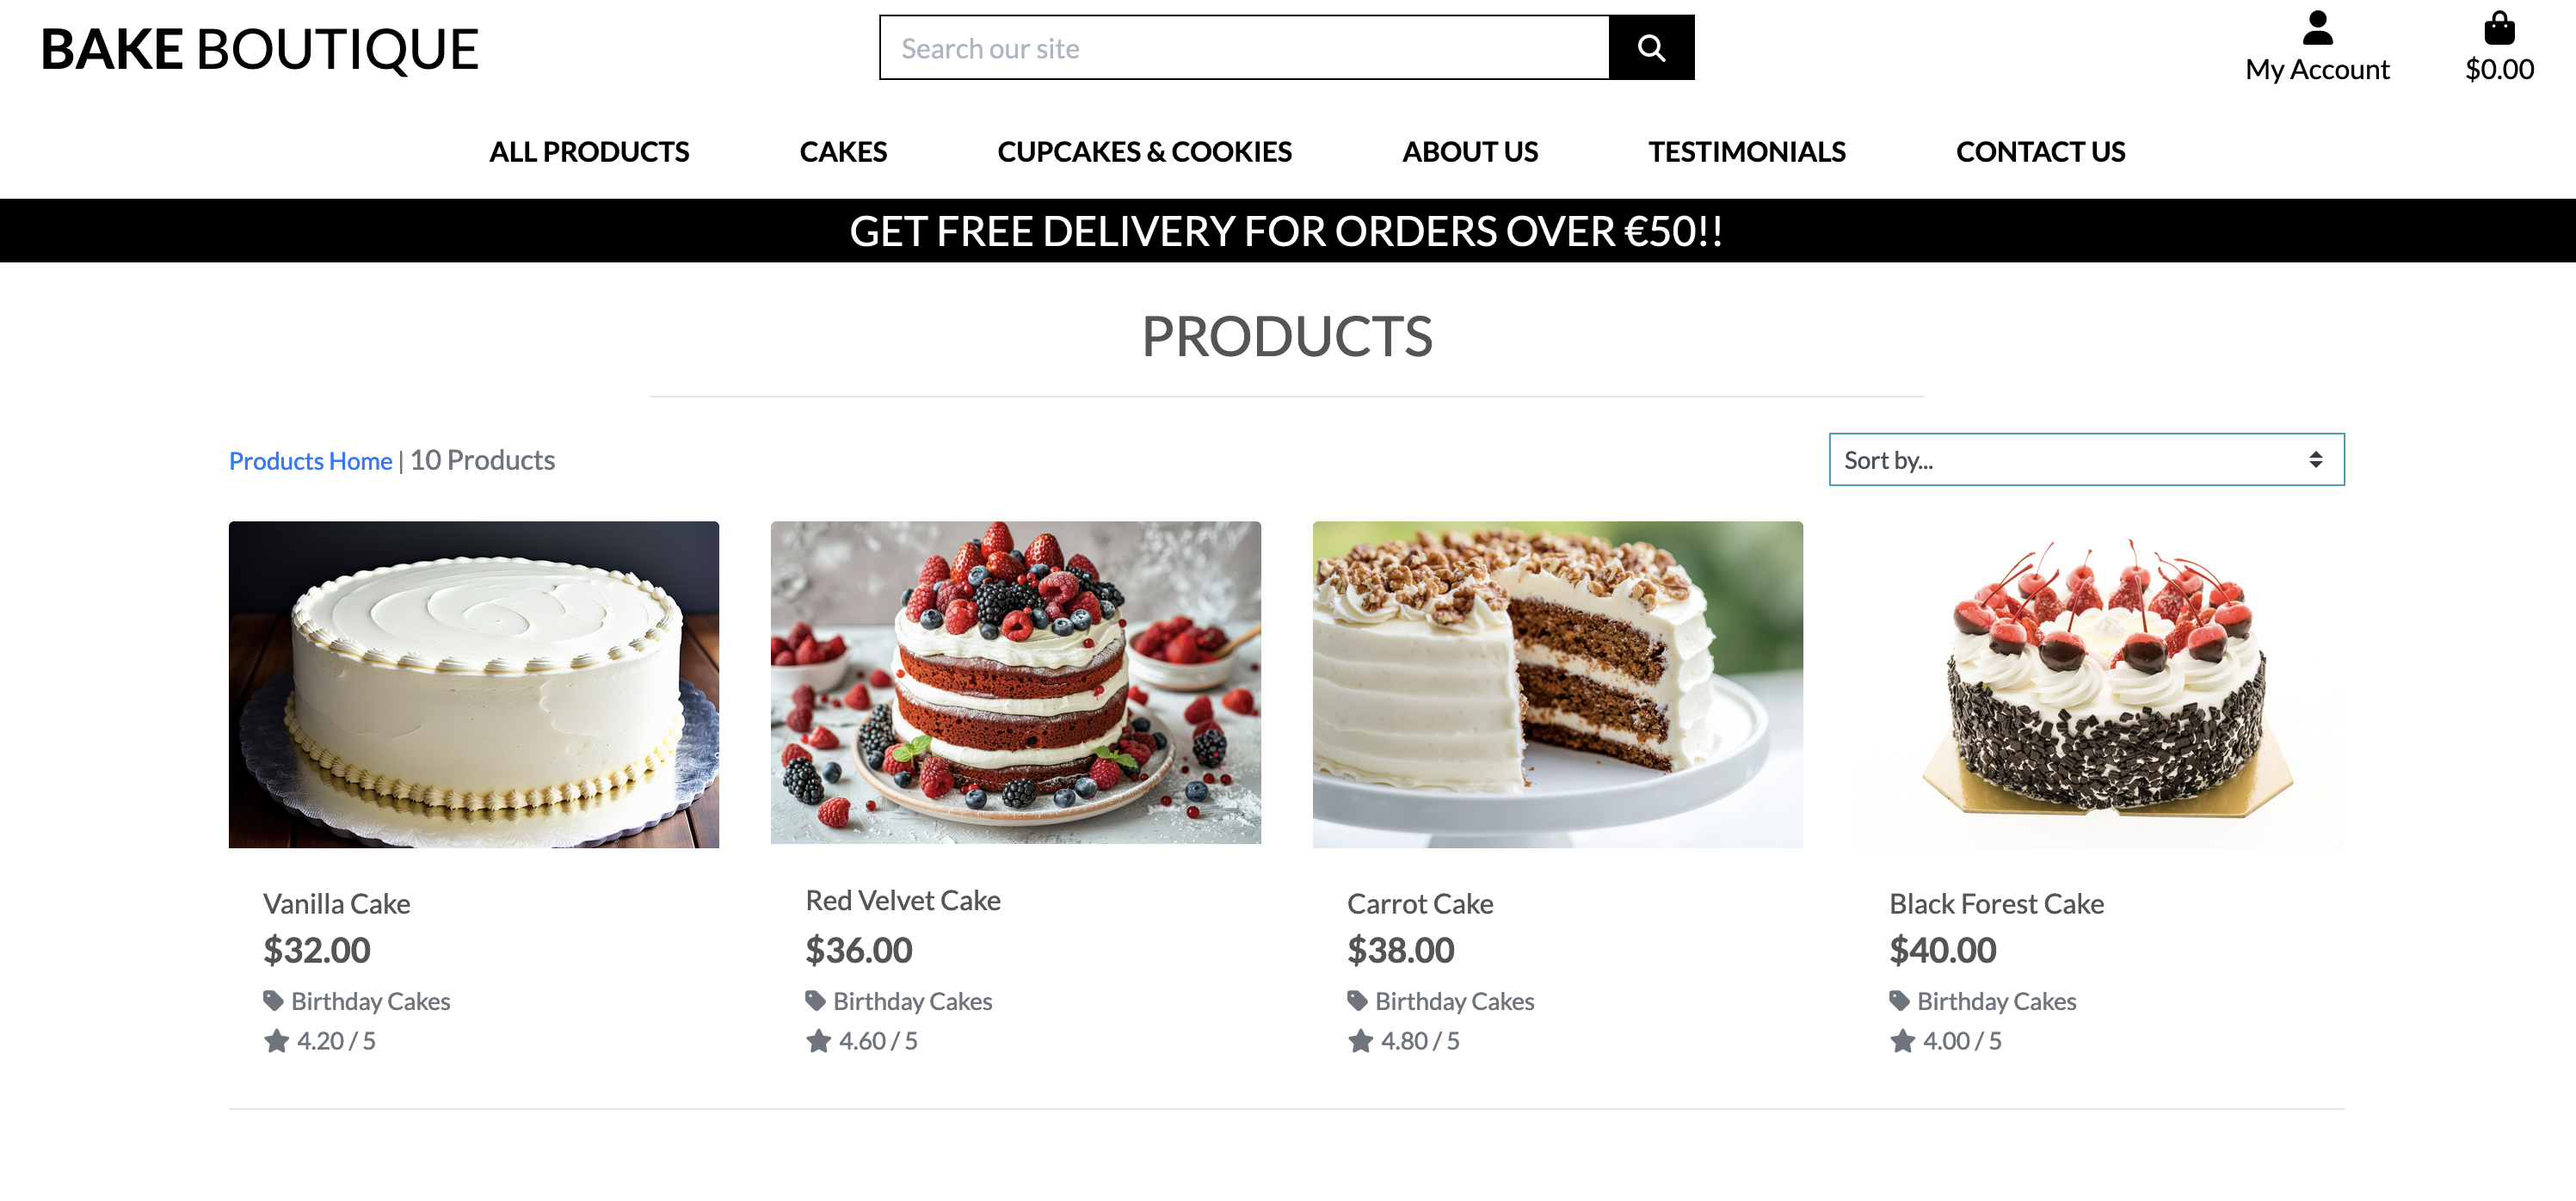 BAKE BOUTIQUE
Search our site
My Account
$0.00
ALL PRODUCTS
CAKES
CUPCAKES & COOKIES
ABOUT US
TESTIMONIALS
CONTACT US
GET FREE DELIVERY FOR ORDERS OVER €50!!
PRODUCTS
Products Home | 10 Products
Sort by...
Vanilla Cake
$32.00
Birthday Cakes
4.20 / 5
Red Velvet Cake
$36.00
Birthday Cakes
4.60 / 5
Carrot Cake
$38.00
Birthday Cakes
4.80 / 5
Black Forest Cake
$40.00
Birthday Cakes
4.00 / 5